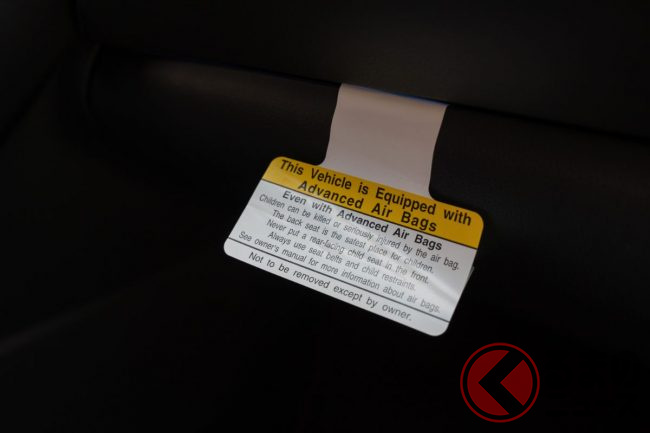 This Vehicle is Equipped with
Advanced Air Bags
Even with Advanced Air Bags
Children can be killed or seriously injured by the air bag.
The back seat is the safest place for children.
Never put a rear-facing child seat in the front.
Always use seat belts and child restraints.
See owner's manual for more information about air bags.
Not to be removed except by owner.